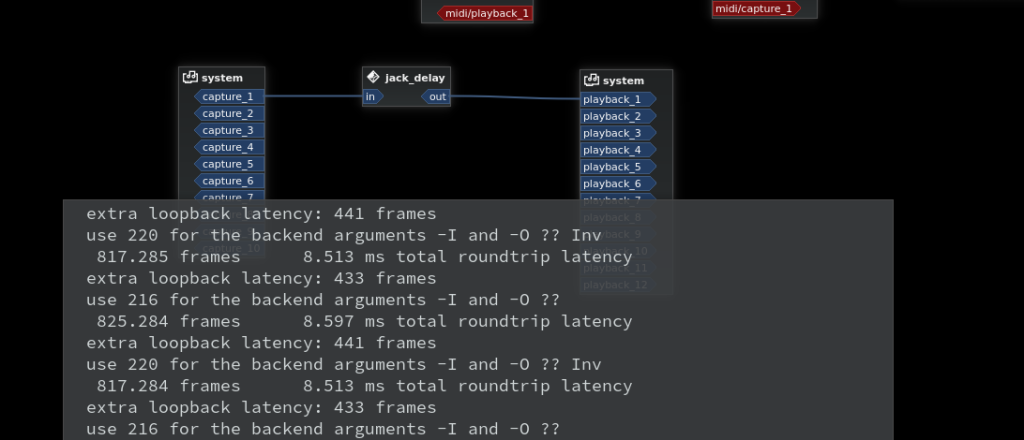 midi/playback_1
midi/capture_1
system
capture_1
capture_2
capture_3
capture_4
capture_5
capture_6
capture_7
capture_10
jack_delay
in
out
system
playback_1
playback_2
playback_3
playback_4
playback_5
playback_6
playback_7
playback_8
playback_9
playback_10
playback_11
playback_12
extra loopback latency: 441 frames
use 220 for the backend arguments -I and -O ?? Inv
817.285 frames 8.513 ms total roundtrip latency
extra loopback latency: 433 frames
use 216 for the backend arguments -I and -O ??
825.284 frames 8.597 ms total roundtrip latency
extra loopback latency: 441 frames
use 220 for the backend arguments -I and -O ?? Inv
817.284 frames 8.513 ms total roundtrip latency
extra loopback latency: 433 frames
use 216 for the backend arguments -I and -O ??